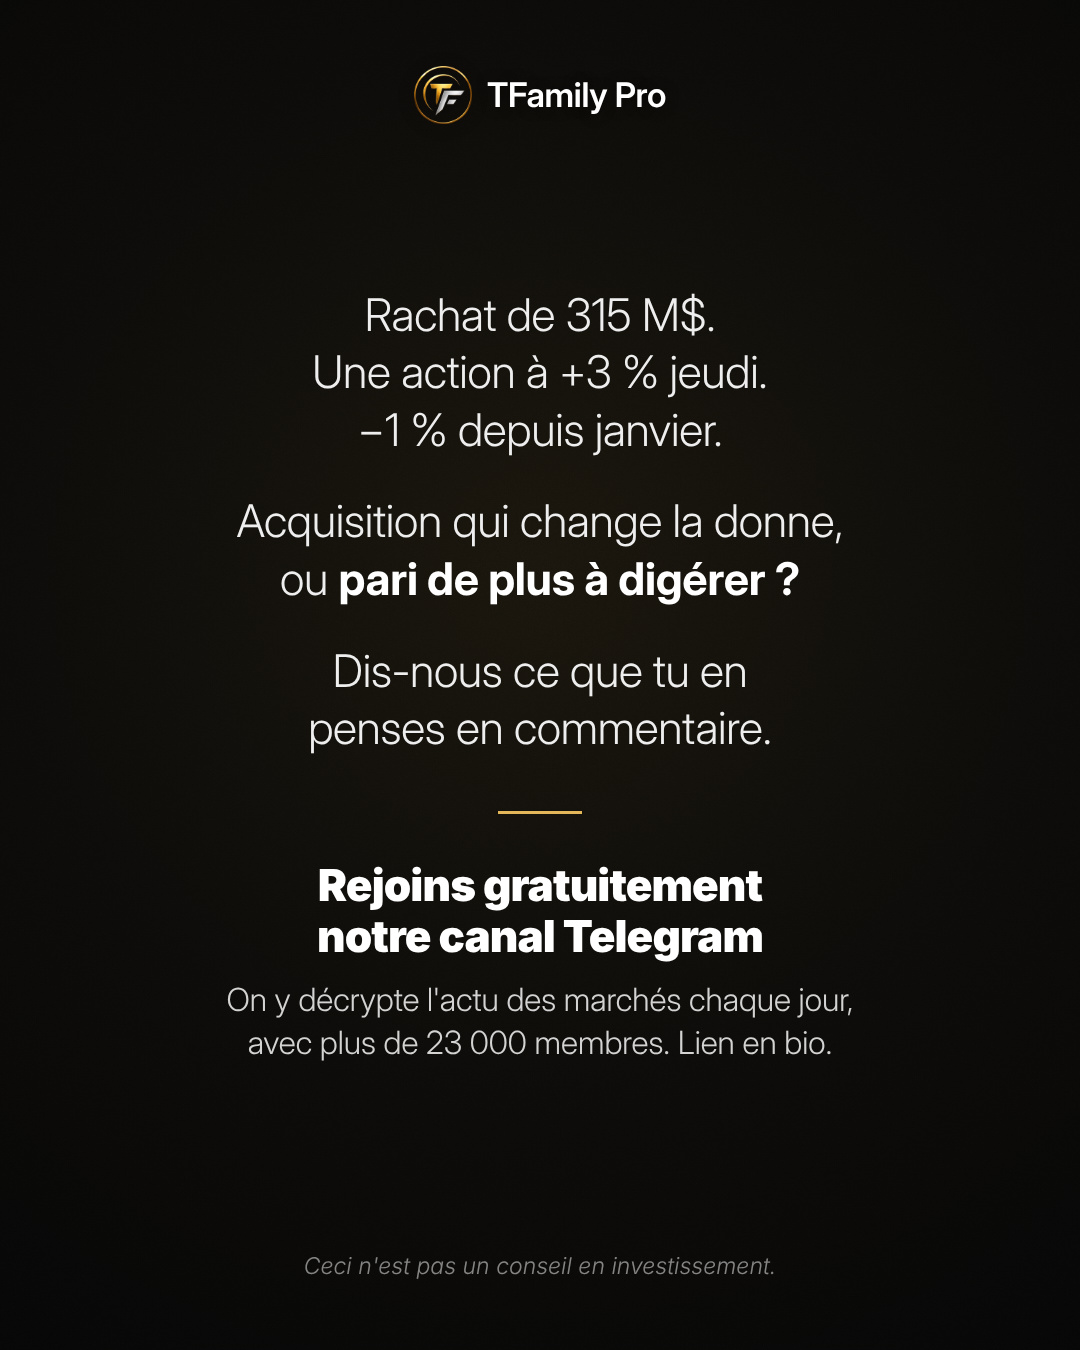 TFamily Pro
Rachat de 315 M$.
Une action à +3 % jeudi.
−1 % depuis janvier.
Acquisition qui change la donne,
ou pari de plus à digérer ?
Dis-nous ce que tu en
penses en commentaire.
Rejoins gratuitement
notre canal Telegram
On y décrypte l'actu des marchés chaque jour,
avec plus de 23 000 membres. Lien en bio.
Ceci n'est pas un conseil en investissement.